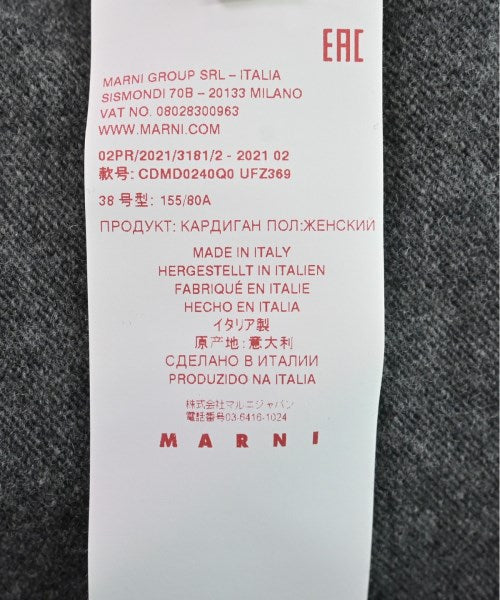 EAC
MARNI GROUP SRL – ITALIA
SISMONDI 70B – 20133 MILANO
VAT NO. 08028300963
WWW.MARNI.COM
02PR/2021/3181/2 - 2021 02
款号: CDMD0240Q0 UFZ369
38 号型: 155/80A
ПРОДУКТ: КАРДИГАН ПОЛ:ЖЕНСКИЙ
MADE IN ITALY
HERGESTELLT IN ITALIEN
FABRIQUÉ EN ITALIE
HECHO EN ITALIA
イタリア製
原产地: 意大利
СДЕЛАНО В ИТАЛИИ
PRODUZIDO NA ITALIA
株式会社マルニジャパン
電話番号03-6416-1024
MARNI